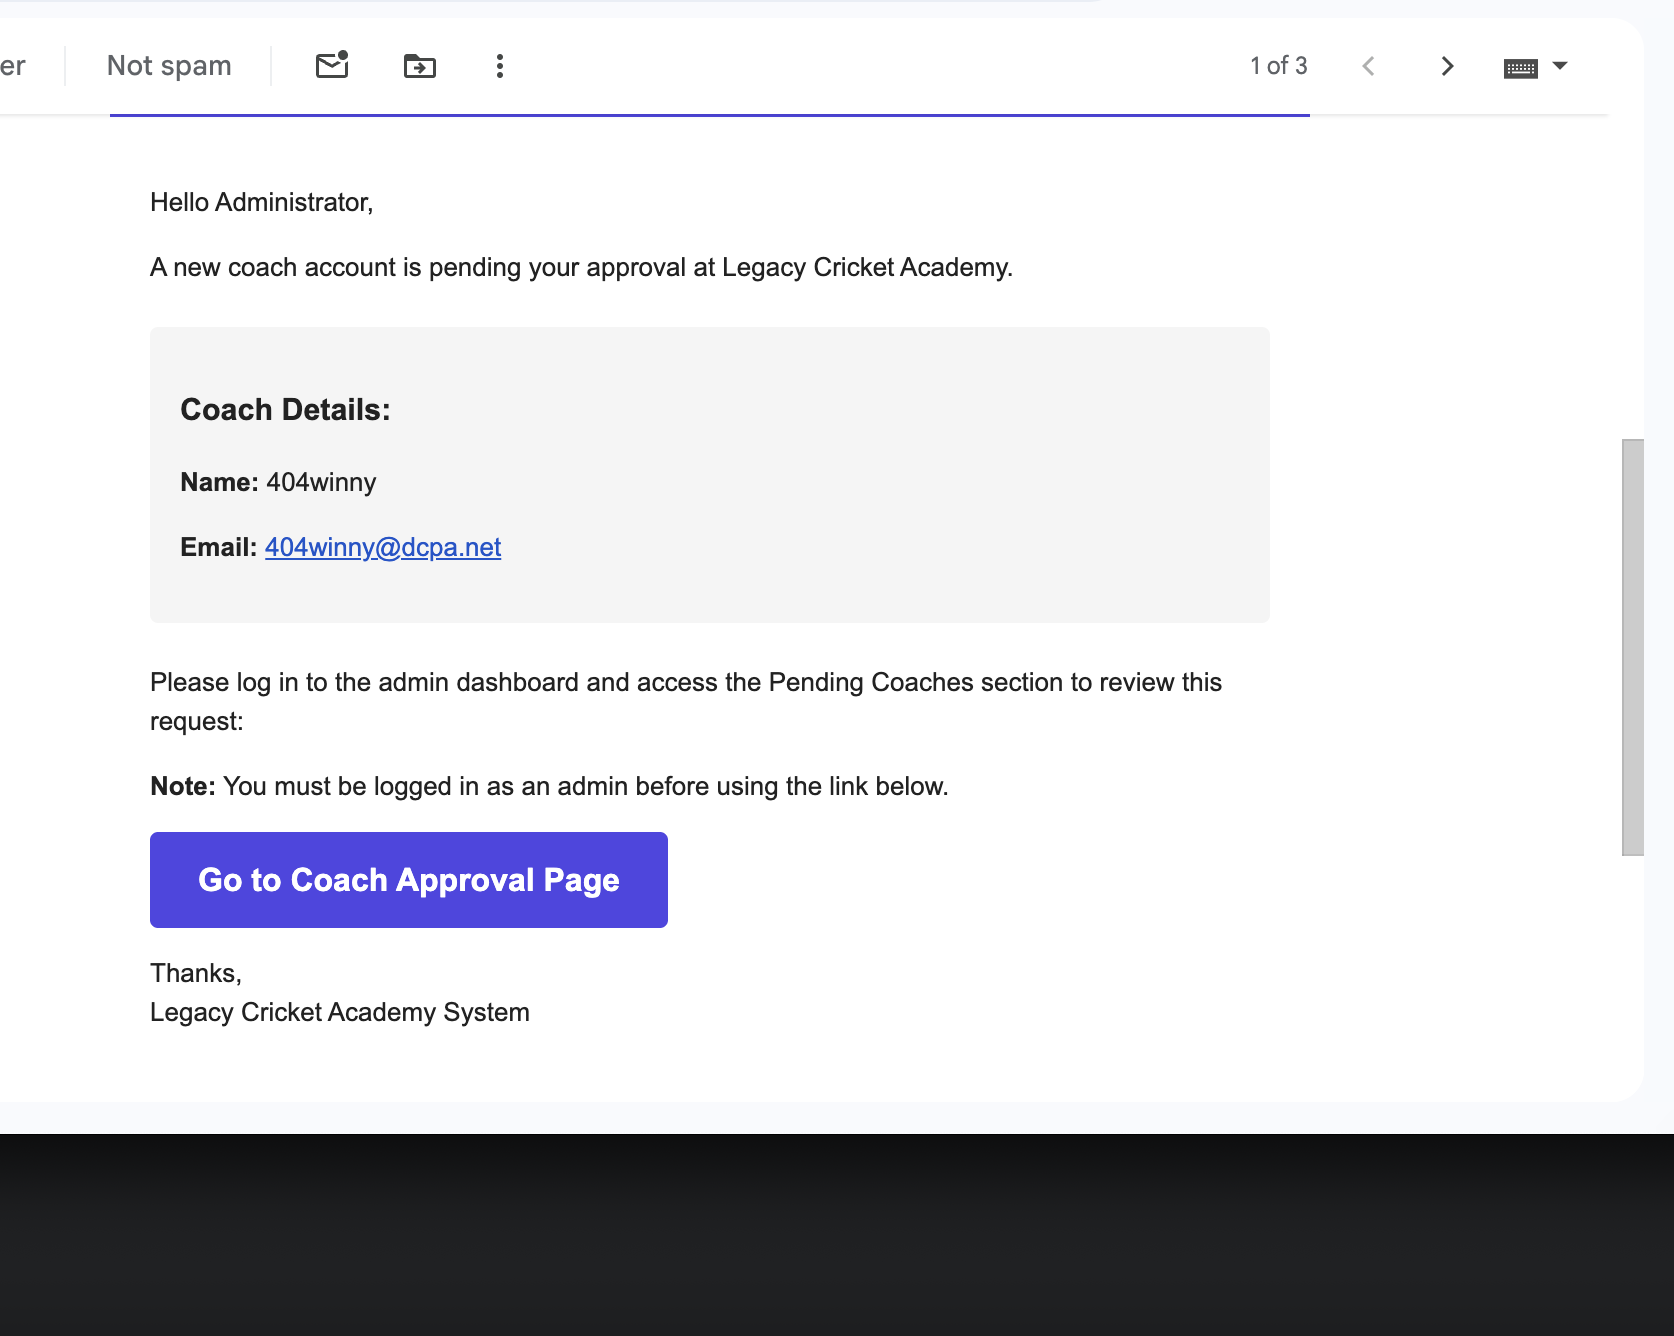 er
Not spam
1 of 3
Hello Administrator,
A new coach account is pending your approval at Legacy Cricket Academy.
Coach Details:
Name: 404winny
Email: 404winny@dcpa.net
Please log in to the admin dashboard and access the Pending Coaches section to review this
request:
Note: You must be logged in as an admin before using the link below.
Go to Coach Approval Page
Thanks,
Legacy Cricket Academy System